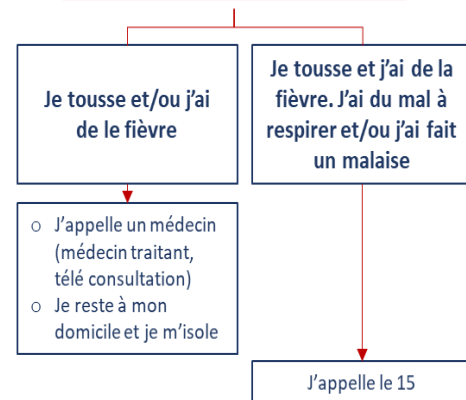 Je tousse et/ou j'ai
de le fièvre
Je tousse et j'ai de la
fièvre. J'ai du mal à
respirer et/ou j'ai fait
un malaise
o J'appelle un médecin
(médecin traitant,
télé consultation)
o Je reste à mon
domicile et je m'isole
J'appelle le 15